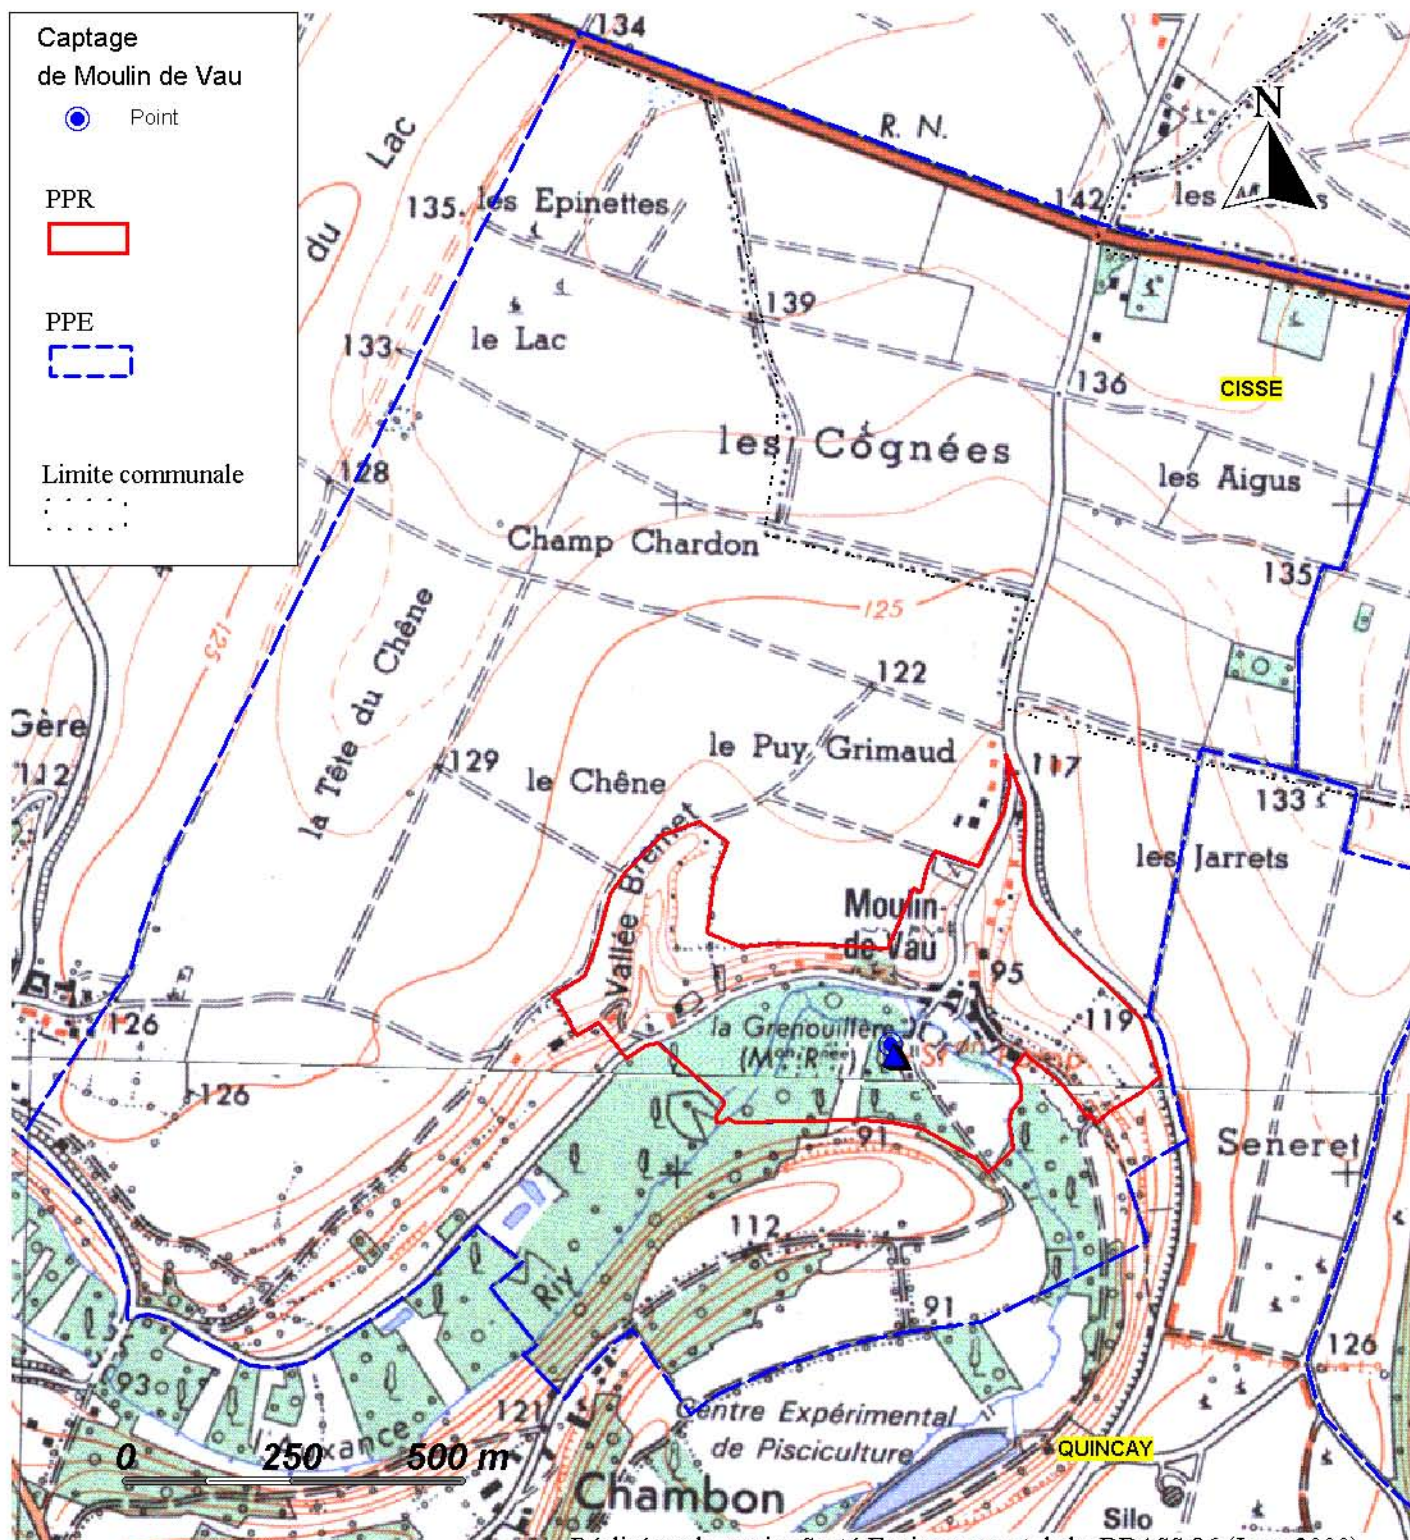 Captage
de Moulin de Vau
Point
PPR
PPE
Limite communale
134
R. N.
N
142
les
Lac
du
135.
les Epinettes
139
le Lac
133
136
CISSE
les Cognées
les Aigus
128
Champ Chardon
135
125
125
la Tête du Chêne
122
Gère
112
129
le Chêne
le Puy Grimaud
117
133
les Jarrets
Vallée Bremet
Moulin-
de Vau
95
126
la Grenouillère
119
126
91
Seneret
112
Riv
91
126
93
121
Auxance
Centre Expérimental
de Pisciculture
QUINCAY
0 250 500 m
Chambon
Silo